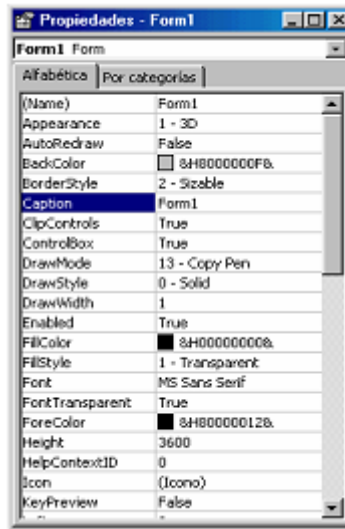 Propiedades - Form1
Form1 Form
Alfabética Por categorías
(Name) Form1
Appearance 1 - 3D
AutoRedraw False
BackColor &H8000000F&
BorderStyle 2 - Sizable
Caption Form1
ClipControls True
ControlBox True
DrawMode 13 - Copy Pen
DrawStyle 0 - Solid
DrawWidth 1
Enabled True
FillColor &H00000000&
FillStyle 1 - Transparent
Font MS Sans Serif
FontTransparent True
ForeColor &H80000012&
Height 3600
HelpContextID 0
Icon (Icono)
KeyPreview False